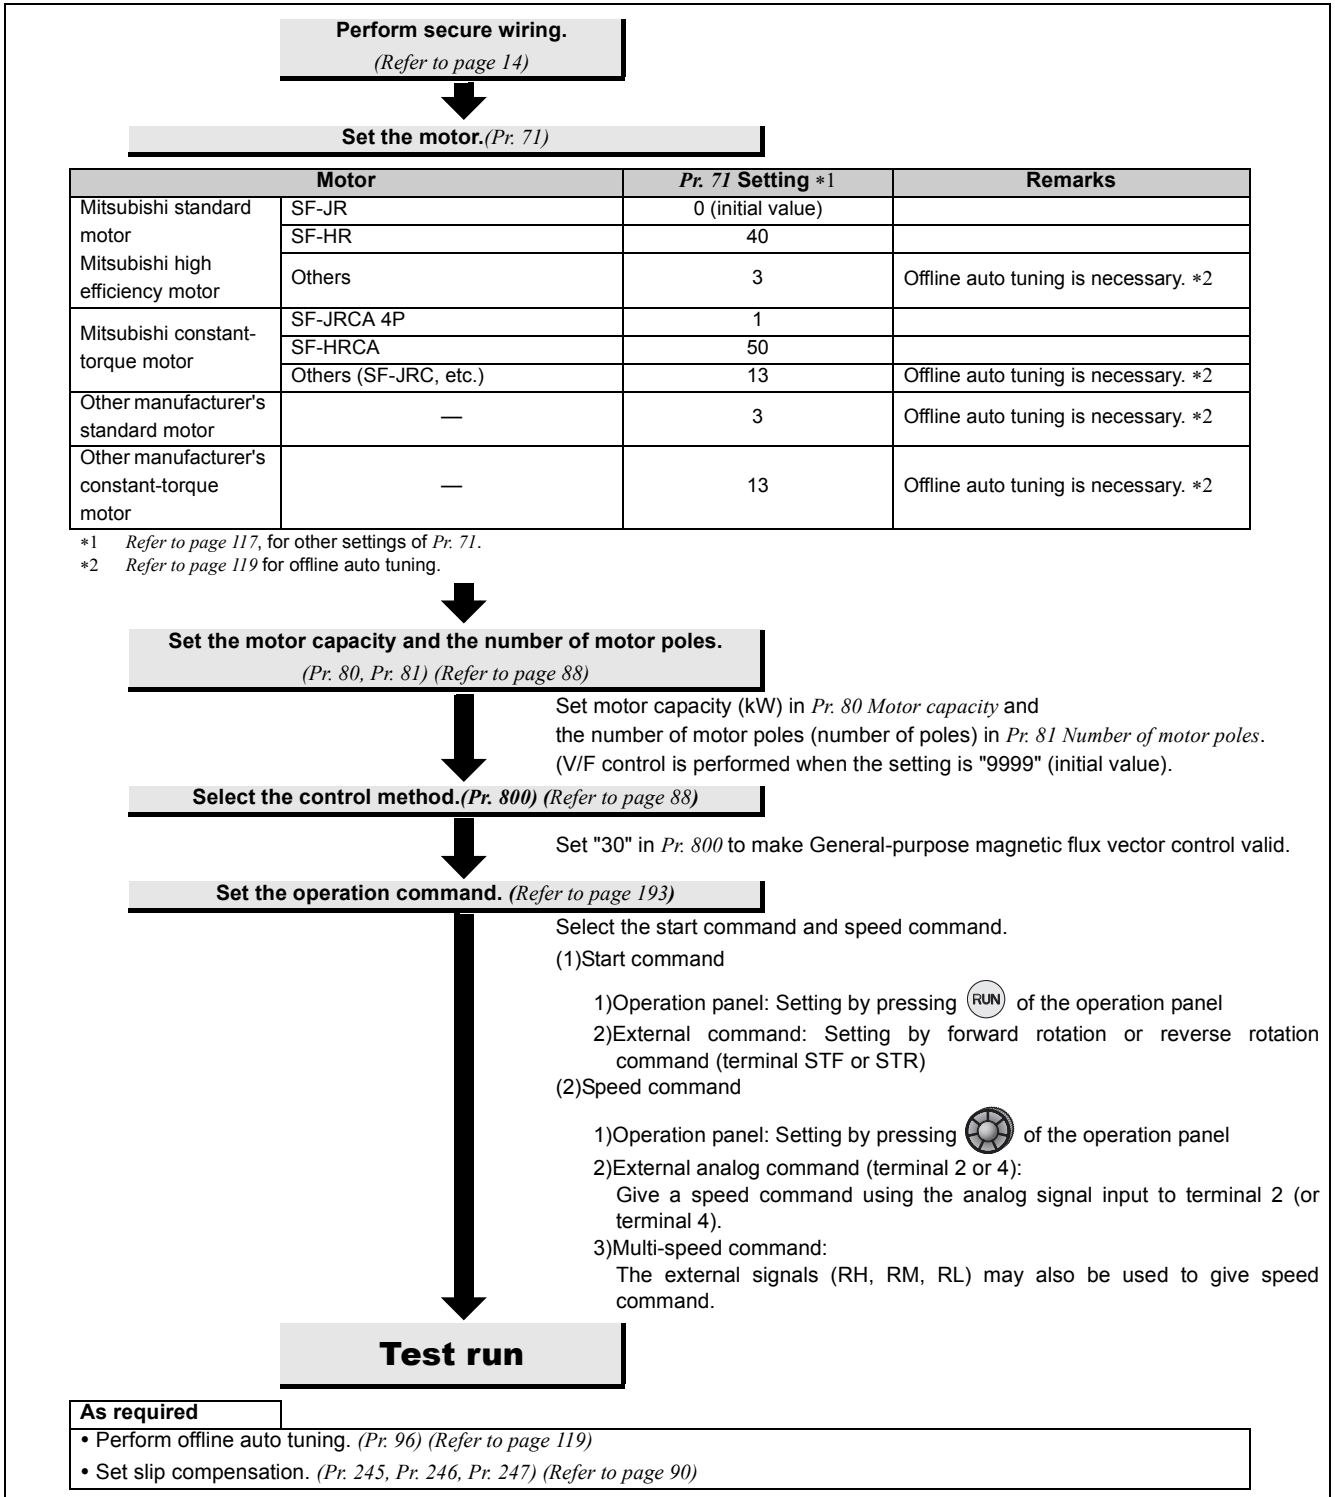 Perform secure wiring.
(Refer to page 14)
Set the motor.(Pr. 71)
Motor Pr. 71 Setting *1 Remarks
Mitsubishi standard motor Mitsubishi high efficiency motor
SF-JR 0 (initial value)
SF-HR 40
Others 3 Offline auto tuning is necessary. *2
Mitsubishi constant-torque motor
SF-JRCA 4P 1
SF-HRCA 50
Others (SF-JRC, etc.) 13 Offline auto tuning is necessary. *2
Other manufacturer's standard motor — 3 Offline auto tuning is necessary. *2
Other manufacturer's constant-torque motor — 13 Offline auto tuning is necessary. *2
*1 Refer to page 117, for other settings of Pr. 71.
*2 Refer to page 119 for offline auto tuning.
Set the motor capacity and the number of motor poles.
(Pr. 80, Pr. 81) (Refer to page 88)
Set motor capacity (kW) in Pr. 80 Motor capacity and
the number of motor poles (number of poles) in Pr. 81 Number of motor poles.
(V/F control is performed when the setting is "9999" (initial value).
Select the control method.(Pr. 800) (Refer to page 88)
Set "30" in Pr. 800 to make General-purpose magnetic flux vector control valid.
Set the operation command. (Refer to page 193)
Select the start command and speed command.
(1)Start command
1)Operation panel: Setting by pressing RUN of the operation panel
2)External command: Setting by forward rotation or reverse rotation
command (terminal STF or STR)
(2)Speed command
1)Operation panel: Setting by pressing of the operation panel
2)External analog command (terminal 2 or 4):
Give a speed command using the analog signal input to terminal 2 (or
terminal 4).
3)Multi-speed command:
The external signals (RH, RM, RL) may also be used to give speed
command.
Test run
As required
• Perform offline auto tuning. (Pr. 96) (Refer to page 119)
• Set slip compensation. (Pr. 245, Pr. 246, Pr. 247) (Refer to page 90)